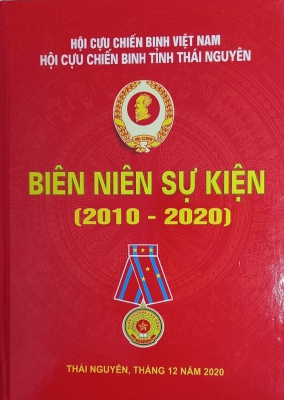 HỘI CỰU CHIẾN BINH VIỆT NAM
HỘI CỰU CHIẾN BINH TỈNH THÁI NGUYÊN
BIÊN NIÊN SỰ KIỆN
(2010 - 2020)
THÁI NGUYÊN, THÁNG 12 NĂM 2020